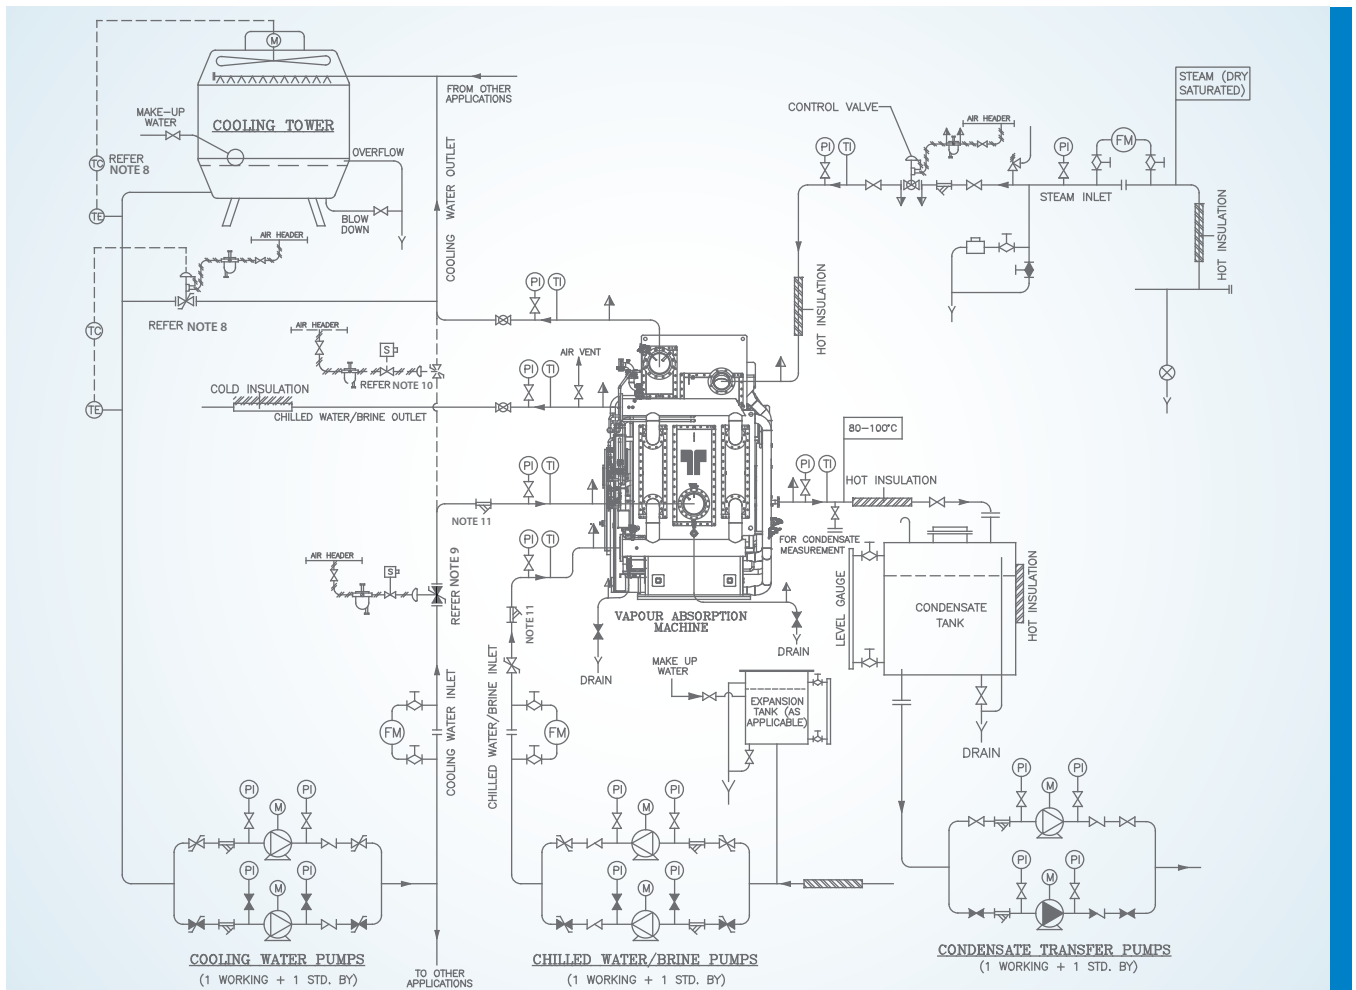 M
COOLING TOWER
MAKE-UP
WATER
TC
REFER
NOTE 8
OVERFLOW
BLOW
DOWN
TE
AIR HEADER
TC
REFER NOTE 8
TE
FROM OTHER
APPLICATIONS
COOLING WATER OUTLET
AIR HEADER
S
REFER NOTE 10
COLD INSULATION
CHILLED WATER/BRINE OUTLET
PI
TI
AIR VENT
PI
TI
PI
TI
NOTE 11
PI
TI
NOTE 11
AIR HEADER
S
REFER NOTE 9
COOLING WATER INLET
FM
CHILLED WATER/BRINE INLET
FM
CONTROL VALVE
AIR HEADER
STEAM (DRY
SATURATED)
PI
TI
PI
FM
STEAM INLET
HOT INSULATION
HOT INSULATION
VAPOUR ABSORPTION
MACHINE
DRAIN
DRAIN
80-100°C
PI
TI
HOT INSULATION
FOR CONDENSATE
MEASUREMENT
LEVEL GAUGE
CONDENSATE
TANK
HOT INSULATION
DRAIN
MAKE UP
WATER
EXPANSION
TANK (AS
APPLICABLE)
PI
M
PI
PI
M
PI
COOLING WATER PUMPS
(1 WORKING + 1 STD. BY)
TO OTHER
APPLICATIONS
PI
M
PI
PI
M
PI
CHILLED WATER/BRINE PUMPS
(1 WORKING + 1 STD. BY)
PI
M
PI
PI
M
PI
CONDENSATE TRANSFER PUMPS
(1 WORKING + 1 STD. BY)